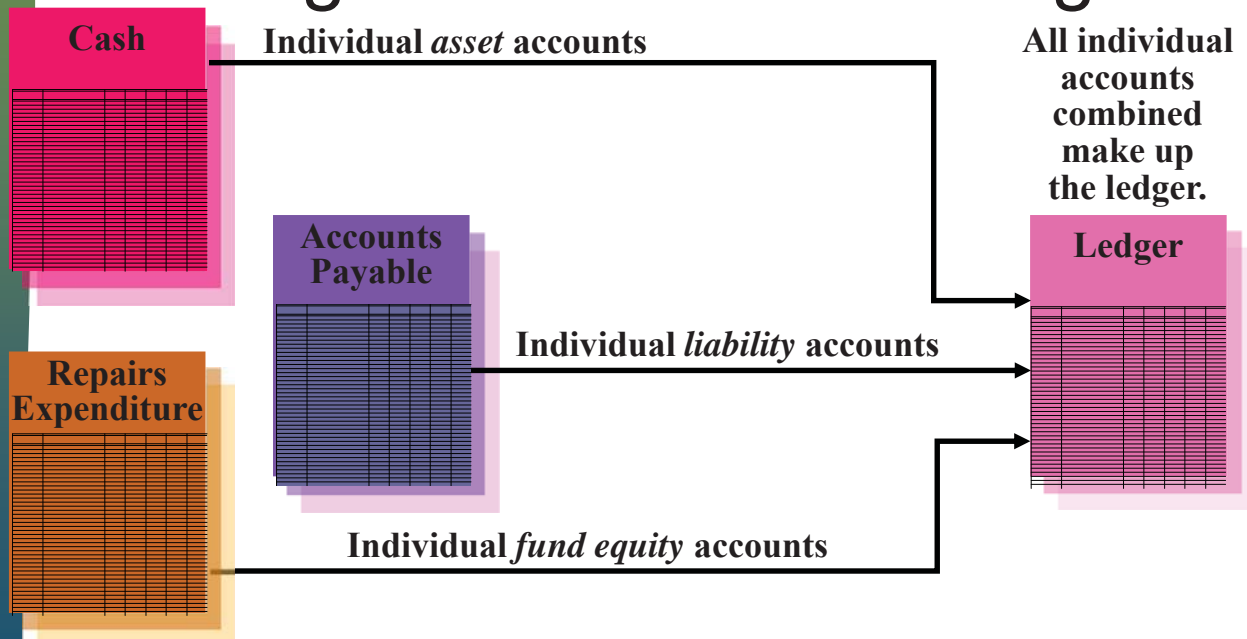 Cash
Individual asset accounts
All individual
accounts
combined
make up
the ledger.
Accounts
Payable
Ledger
Individual liability accounts
Repairs
Expenditure
Individual fund equity accounts